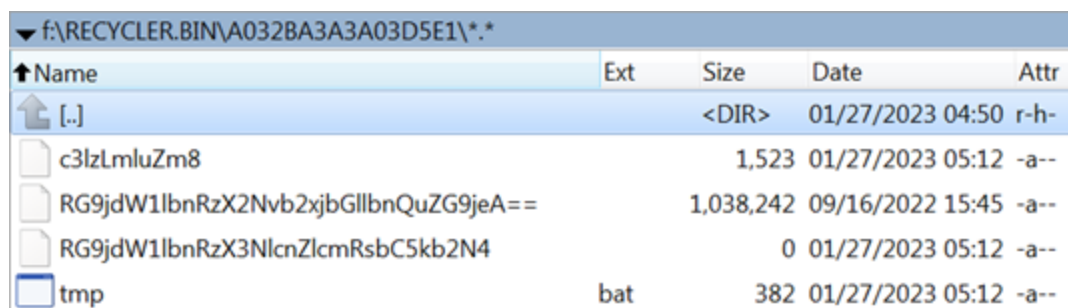 f:\RECYCLER.BIN\A032BA3A3A03D5E1\*.*
Name Ext Size Date Attr
[..] <DIR> 01/27/2023 04:50 r-h-
c3lzLmluZm8 1,523 01/27/2023 05:12 -a--
RG9jdW1lbnRzX2Nvb2xjbGllbnQuZG9jeA== 1,038,242 09/16/2022 15:45 -a--
RG9jdW1lbnRzX3NlcnZlcmRsbC5kb2N4 0 01/27/2023 05:12 -a--
tmp bat 382 01/27/2023 05:12 -a--